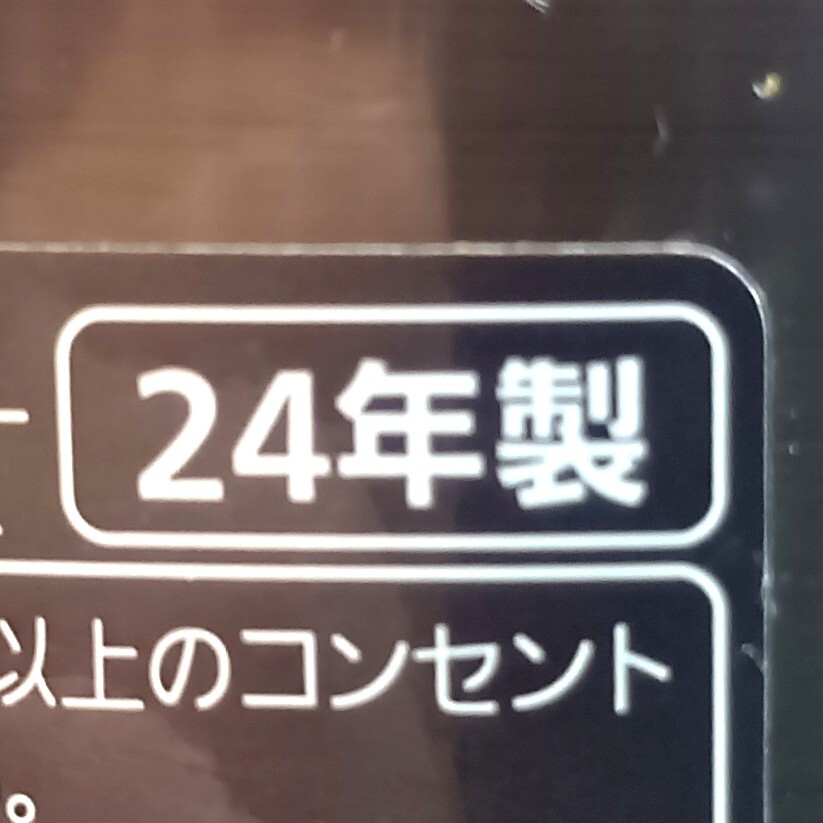 24年製
以上のコンセント
。